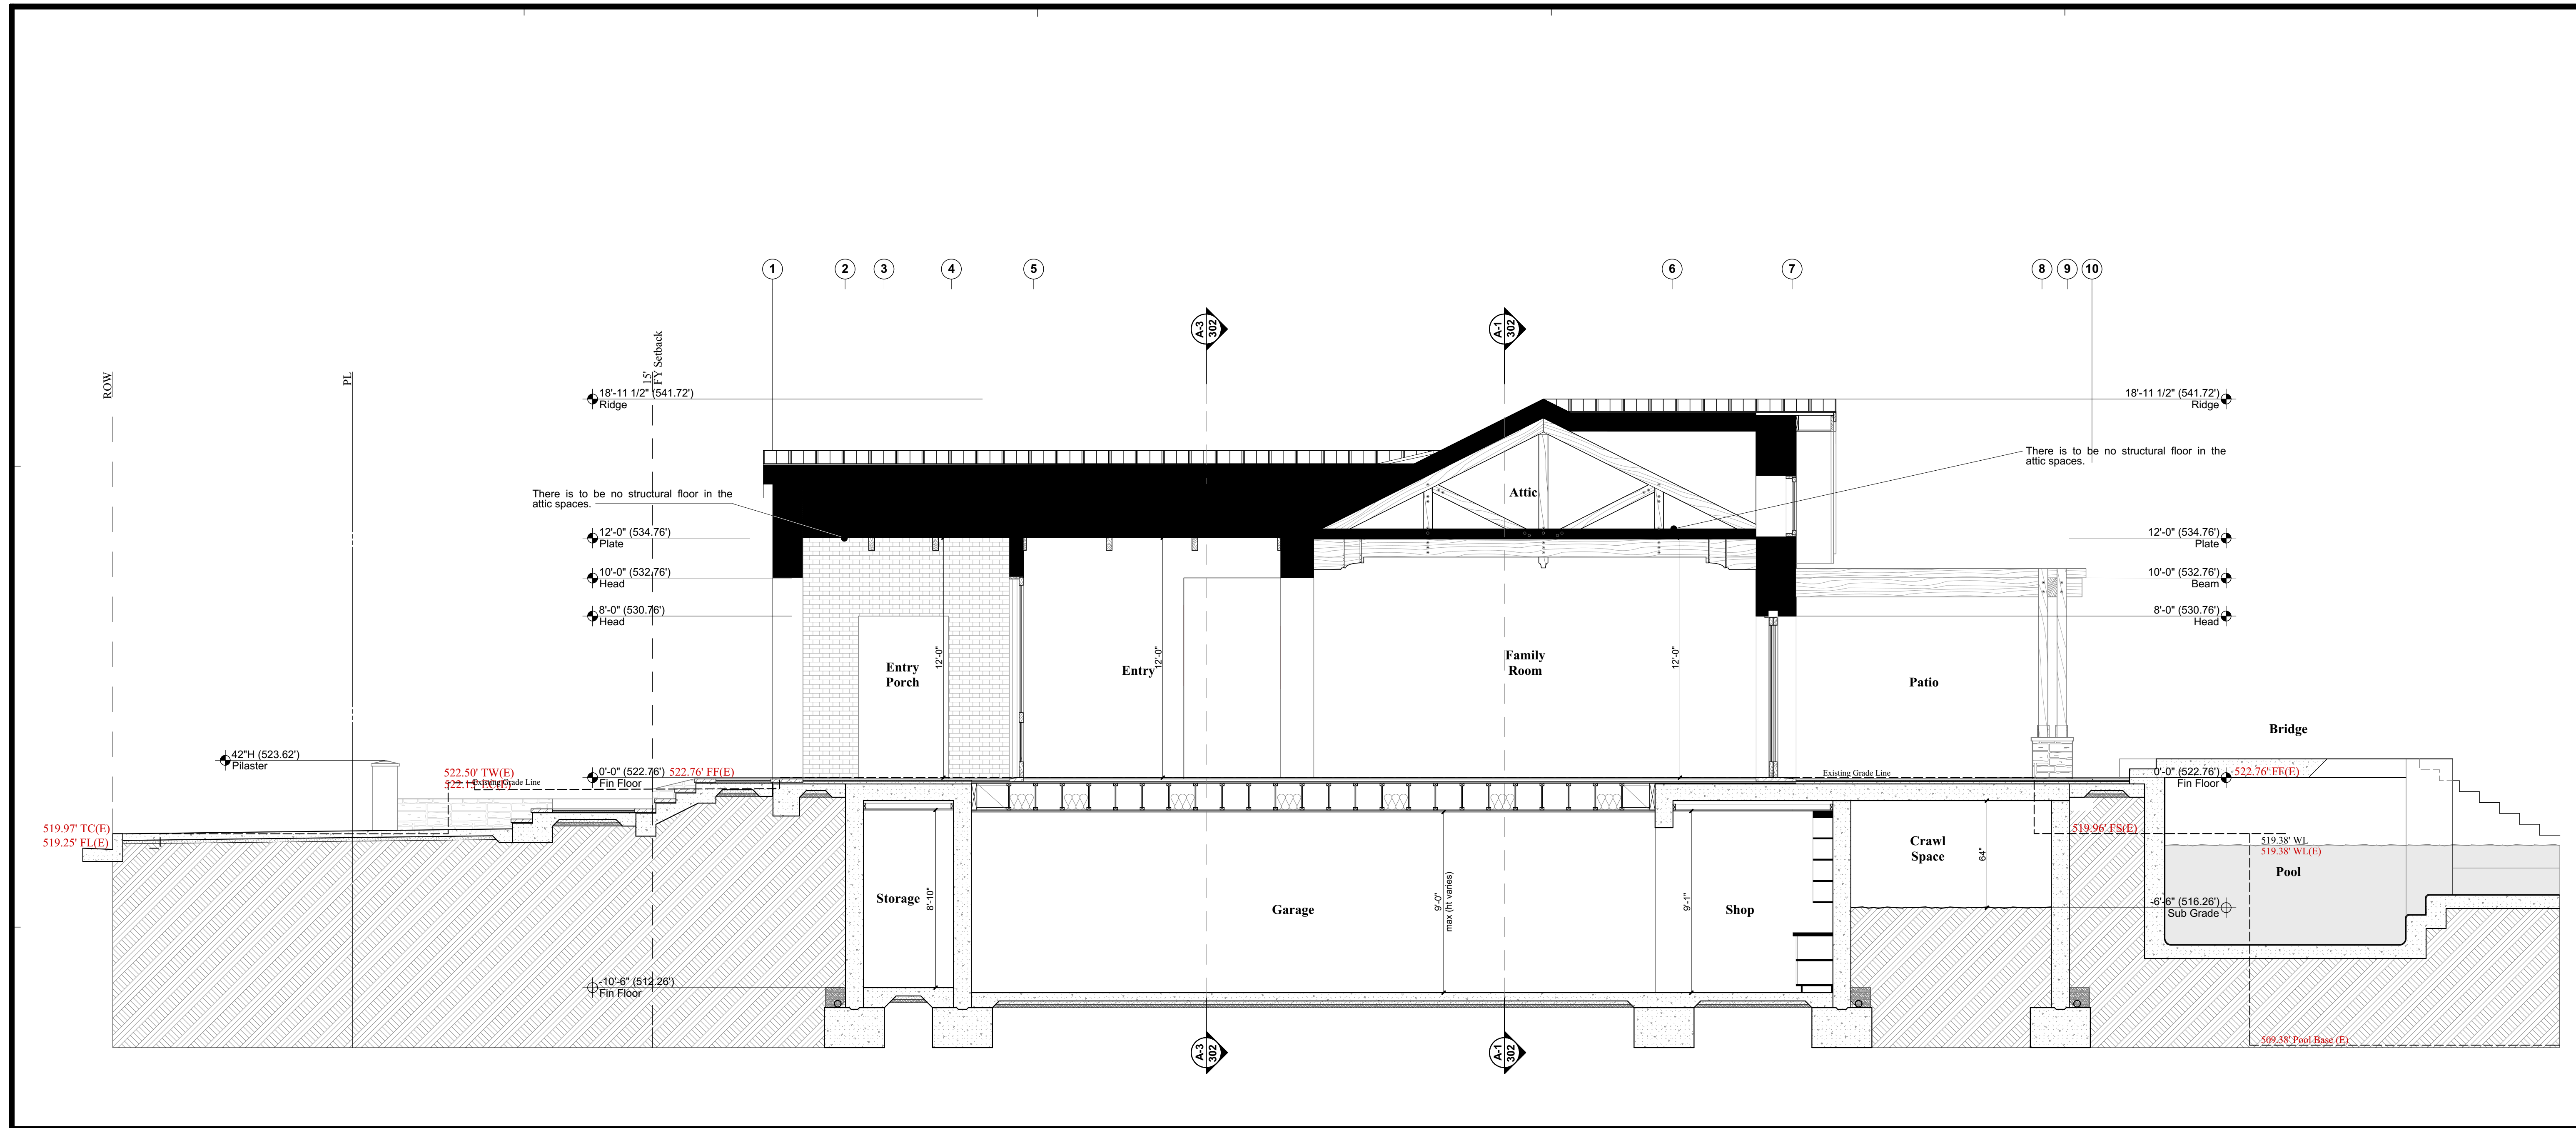 1
2
3
4
5
6
7
8
9
10
A-3
302
A-1
302
ROW
PL
15'
FY Setback
18'-11 1/2" (541.72')
Ridge
18'-11 1/2" (541.72')
Ridge
There is to be no structural floor in the
attic spaces.
There is to be no structural floor in the
attic spaces.
Attic
12'-0" (534.76')
Plate
12'-0" (534.76')
Plate
10'-0" (532.76')
Head
10'-0" (532.76')
Beam
8'-0" (530.76')
Head
8'-0" (530.76')
Head
Entry
Porch
12'-0"
Entry
12'-0"
Family
Room
12'-0"
Patio
Bridge
42"H (523.62')
Pilaster
522.50' TW(E)
Existing Grade Line
0'-0" (522.76')
Fin Floor
522.76' FF(E)
Existing Grade Line
0'-0" (522.76')
Fin Floor
522.76' FF(E)
519.97' TC(E)
519.25' FL(E)
519.96' FS(E)
519.38' WL
519.38' WL(E)
Pool
Crawl
Space
64"
Storage
8'-10"
Garage
9'-0"
max (ht varies)
9'-1"
Shop
-6'-6" (516.26')
Sub Grade
-10'-6" (512.26')
Fin Floor
509.38' Pool Base (E)
A-3
302
A-1
302